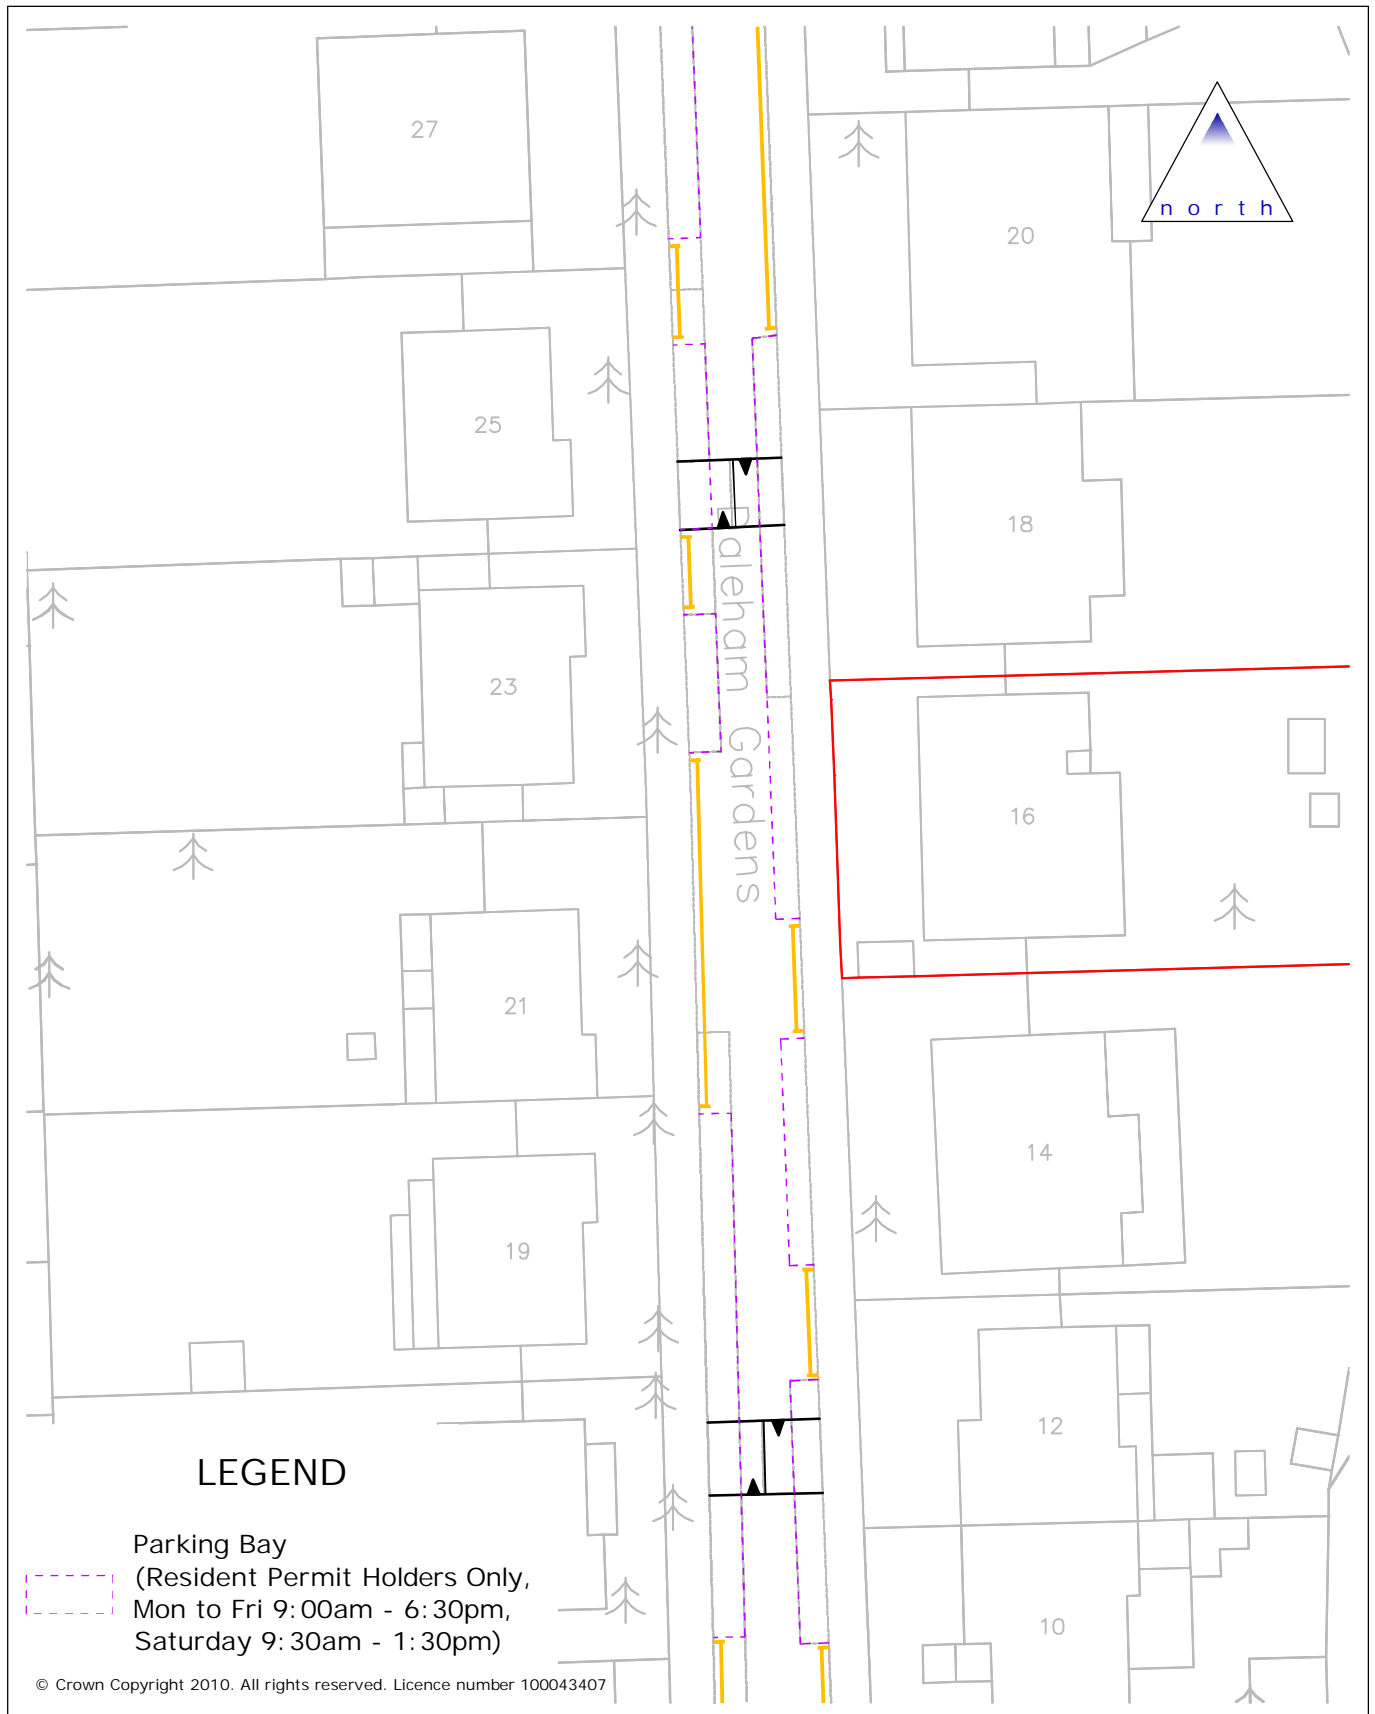 27
north
20
25
18
Daleham Gardens
23
16
21
14
19
12
LEGEND
Parking Bay
(Resident Permit Holders Only,
Mon to Fri 9:00am - 6:30pm,
Saturday 9:30am - 1:30pm)
10
© Crown Copyright 2010. All rights reserved. Licence number 100043407